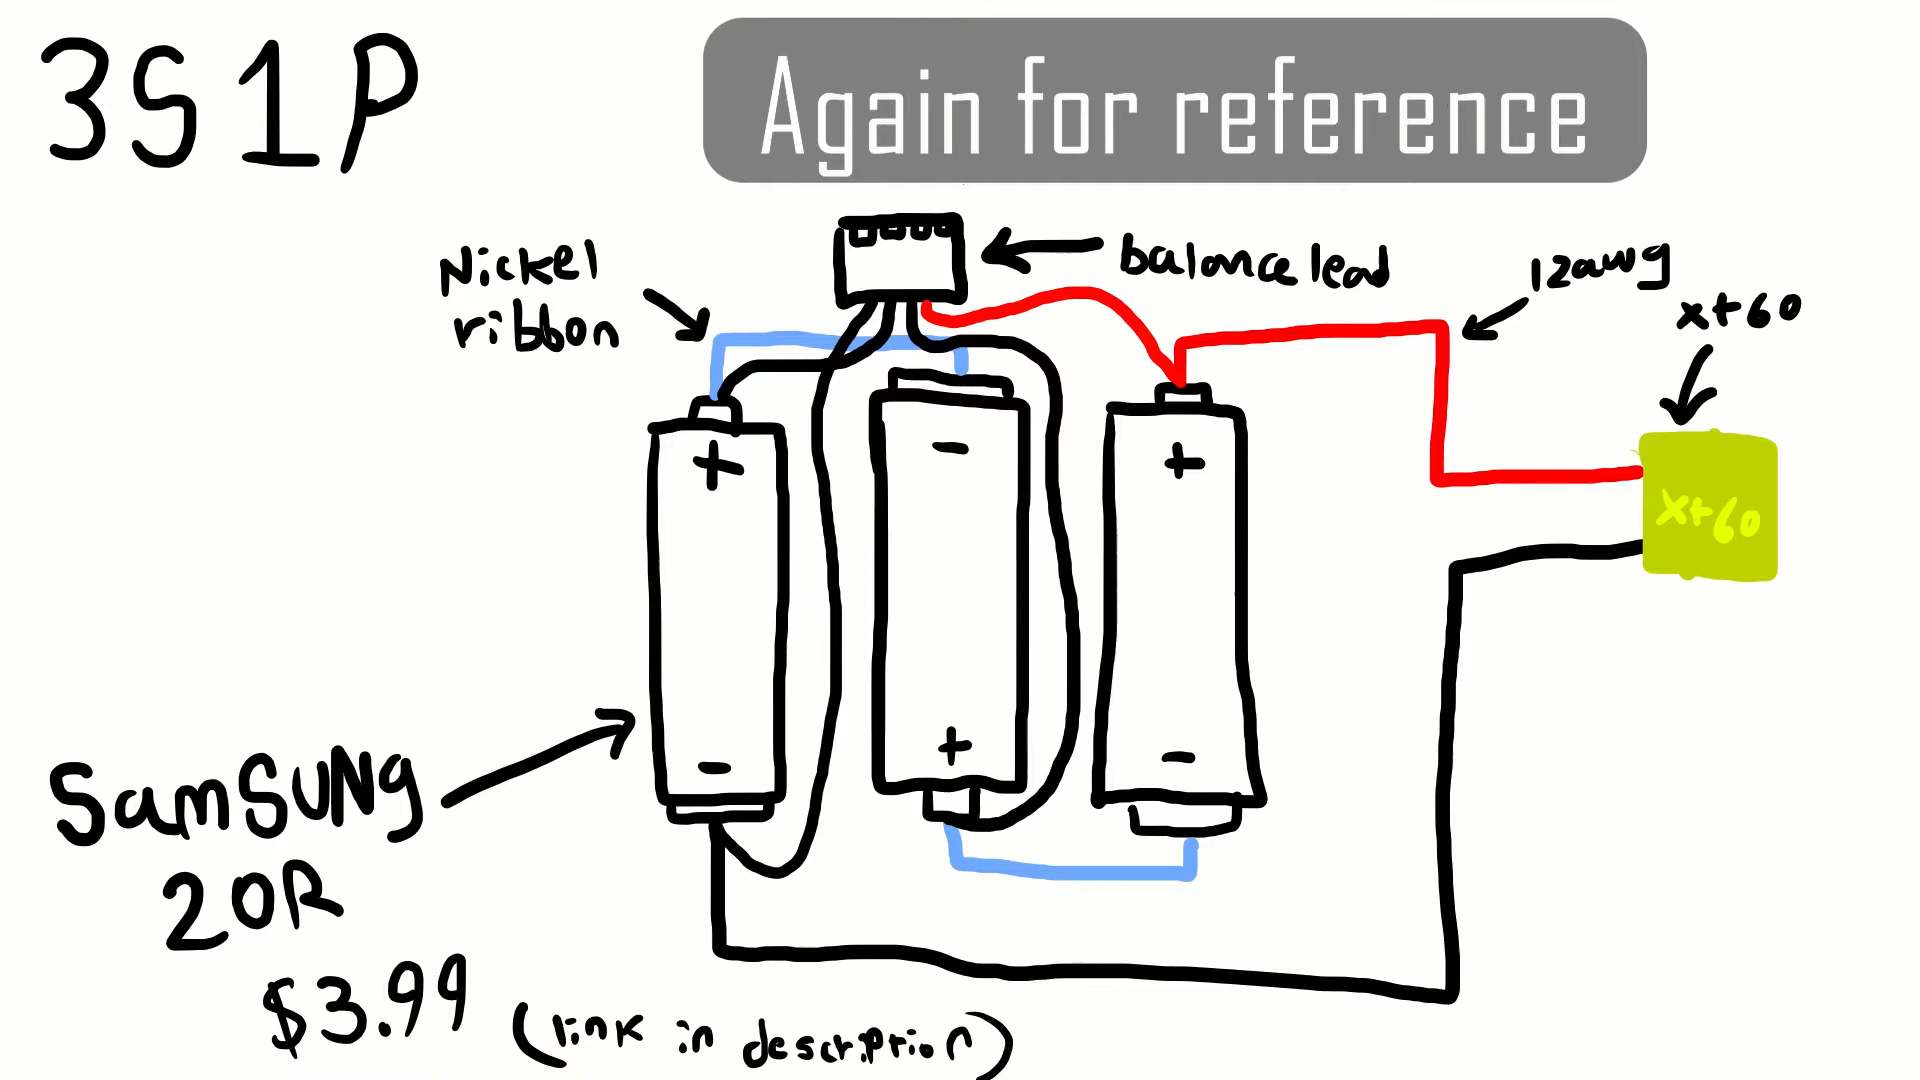 3S1P
Again for reference
Nickel
ribbon
balance lead
12awg
xt60
+
-
+
xt60
-
+
-
SamSUNg
20R
$3.99
(link in description)